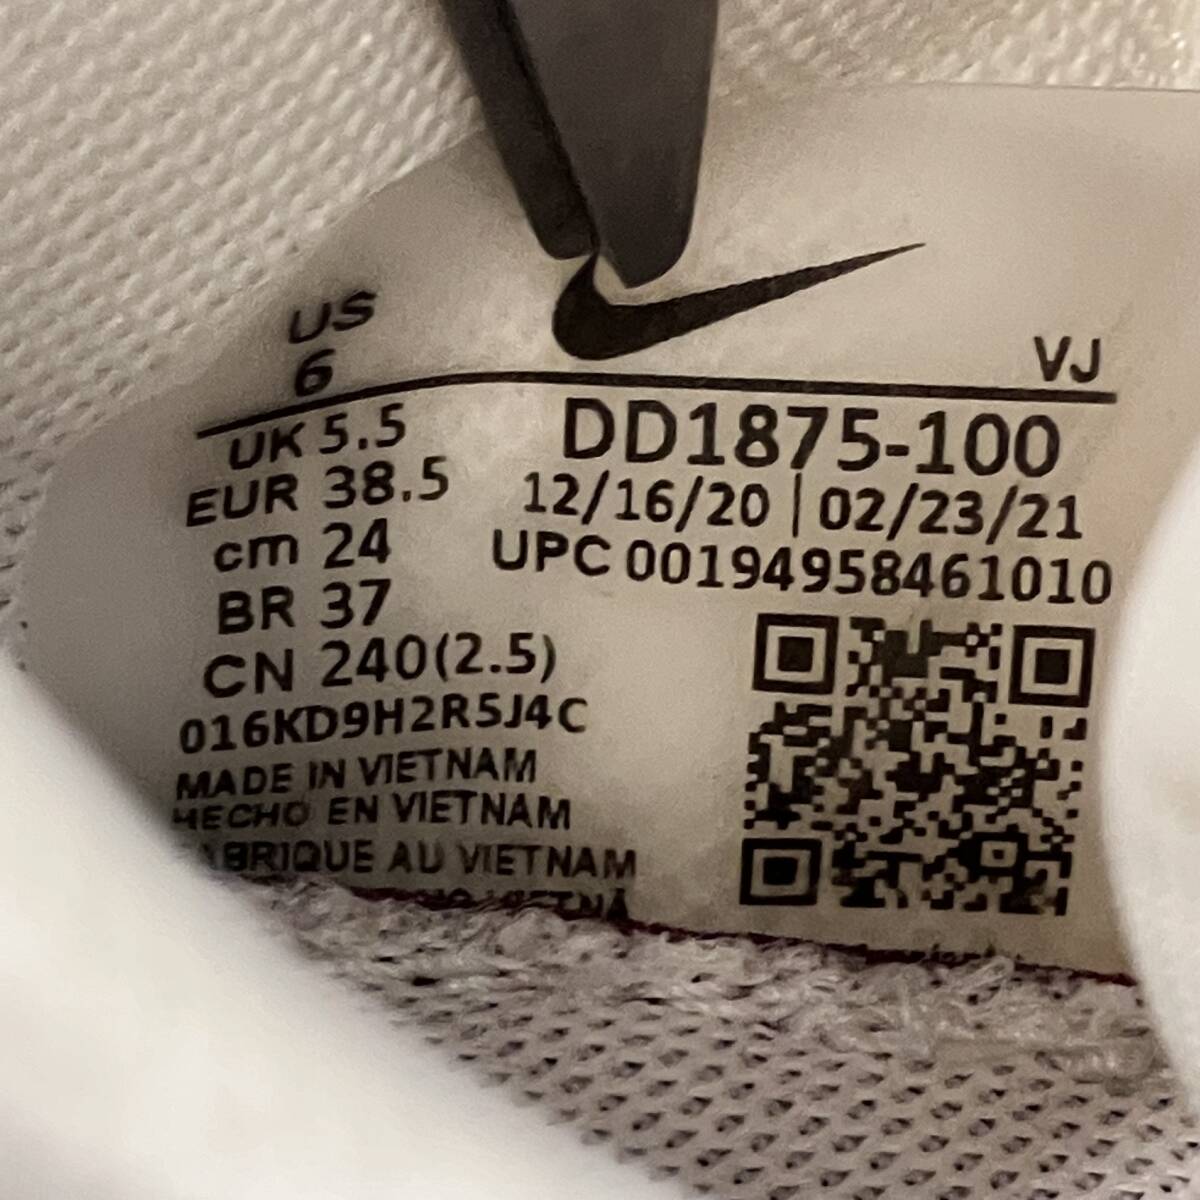 US
6
VJ
UK 5.5
EUR 38.5
cm 24
BR 37
CN 240(2.5)
016KD9H2R5J4C
MADE IN VIETNAM
HECHO EN VIETNAM
FABRIQUE AU VIETNAM
DD1875-100
12/16/20 | 02/23/21
UPC 00194958461010